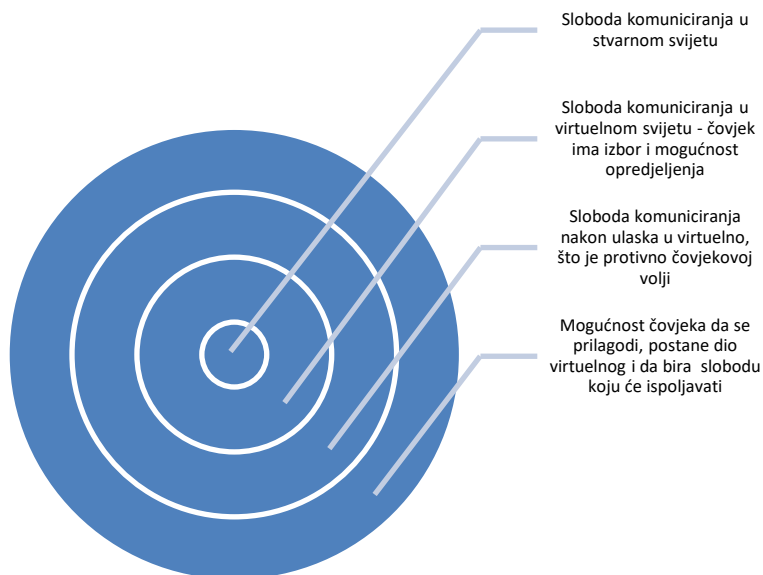 Sloboda komuniciranja u
stvarnom svijetu
Sloboda komuniciranja u
virtuelnom svijetu - čovjek
ima izbor i mogućnost
opredjeljenja
Sloboda komuniciranja
nakon ulaska u virtuelno,
što je protivno čovjekovoj
volji
Mogućnost čovjeka da se
prilagodi, postane dio
virtuelnog i da bira slobodu
koju će ispoljavati